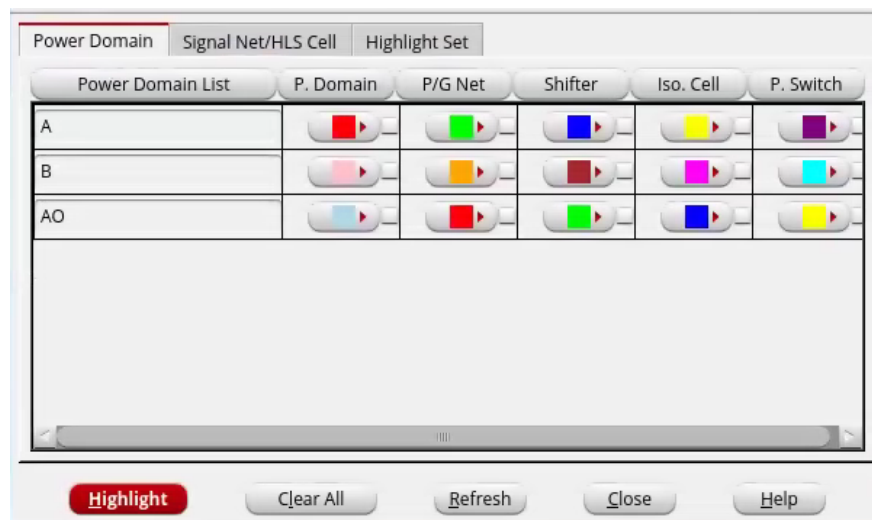 Power Domain Signal Net/HLS Cell Highlight Set
Power Domain List P. Domain P/G Net Shifter Iso. Cell P. Switch
A
B
AO
Highlight Clear All Refresh Close Help